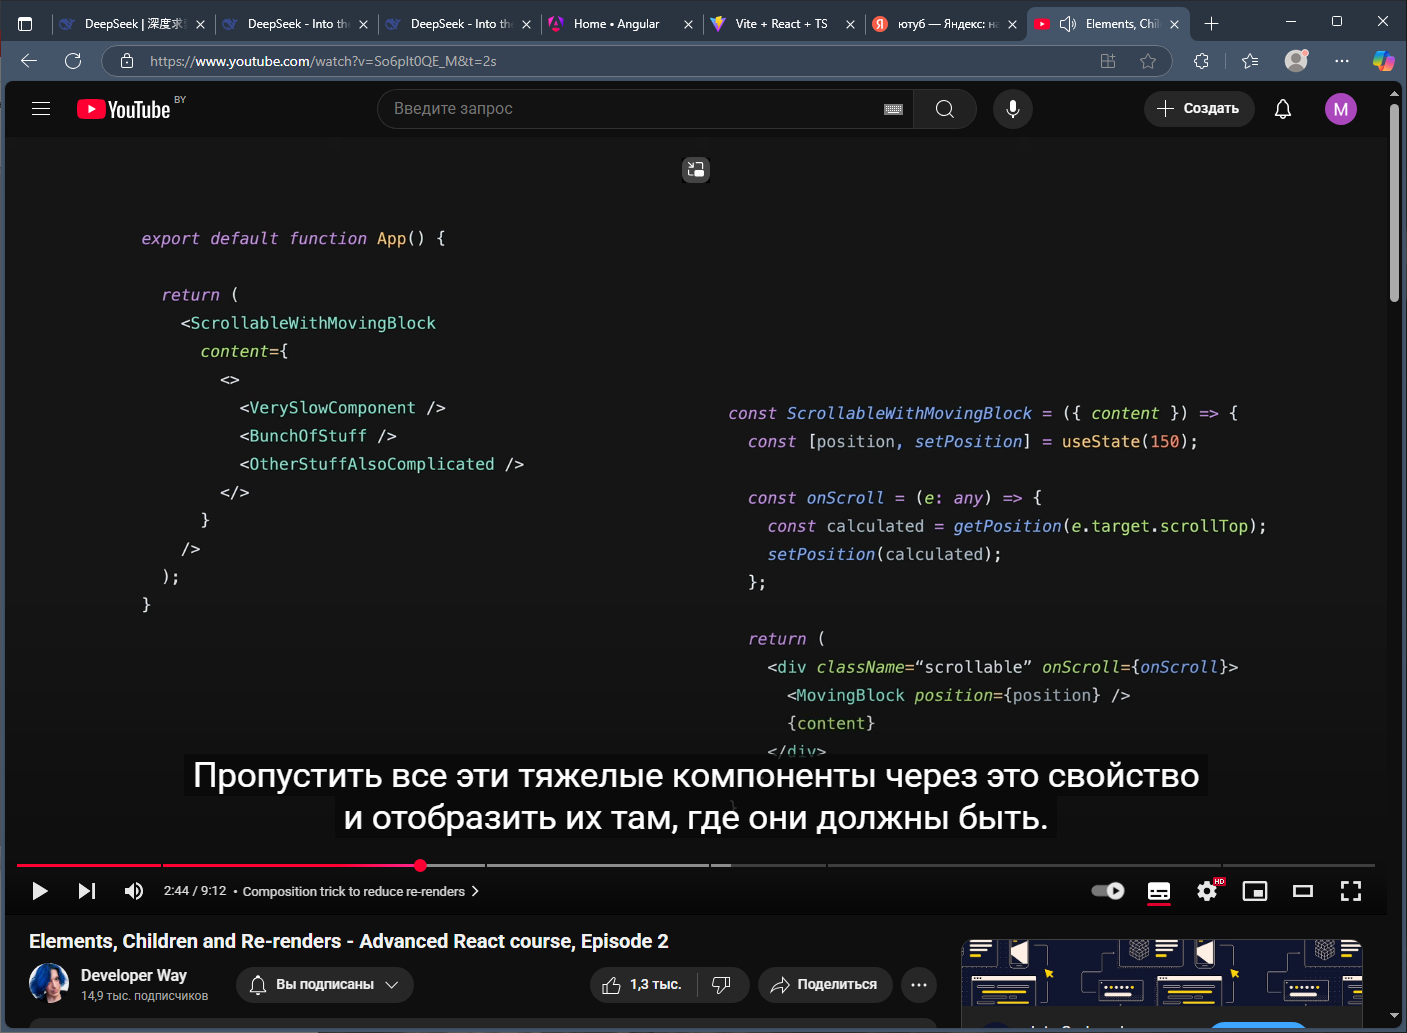 DeepSeek | 深度求
DeepSeek - Into the
DeepSeek - Into the
Home • Angular
Vite + React + TS
ютуб — Яндекс: на
Elements, Chil
https://www.youtube.com/watch?v=So6plt0QE_M&t=2s
YouTube BY
Введите запрос
Создать
M
export default function App() {
return (
<ScrollableWithMovingBlock
content={
<>
<VerySlowComponent />
<BunchOfStuff />
<OtherStuffAlsoComplicated />
</>
}
/>
);
}
const ScrollableWithMovingBlock = ({ content }) => {
const [position, setPosition] = useState(150);
const onScroll = (e: any) => {
const calculated = getPosition(e.target.scrollTop);
setPosition(calculated);
};
return (
<div className=“scrollable” onScroll={onScroll}>
<MovingBlock position={position} />
{content}
</div>
Пропустить все эти тяжелые компоненты через это свойство
и отобразить их там, где они должны быть.
2:44 / 9:12 • Composition trick to reduce re-renders
HD
Elements, Children and Re-renders - Advanced React course, Episode 2
Developer Way
14,9 тыс. подписчиков
Вы подписаны
1,3 тыс.
Поделиться